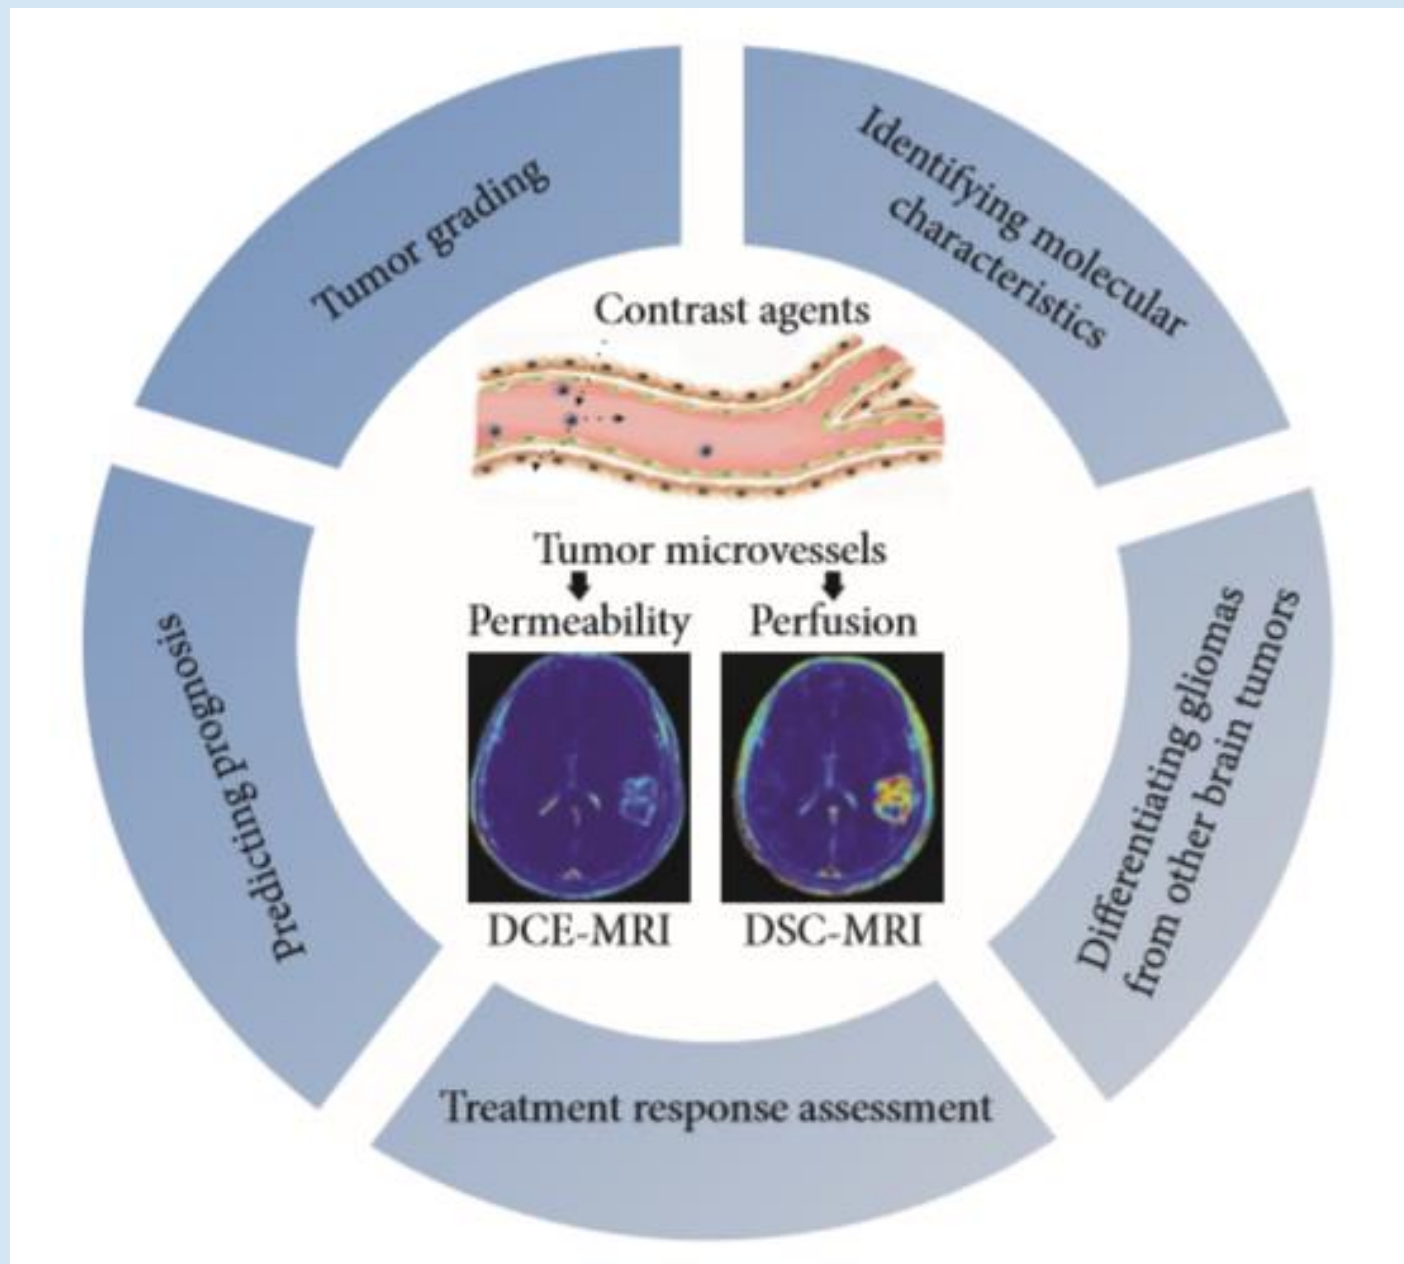 Tumor grading
Identifying molecular
characteristics
Contrast agents
Tumor microvessels
Permeability
Perfusion
DCE-MRI
DSC-MRI
Predicting prognosis
Differentiating gliomas
from other brain tumors
Treatment response assessment